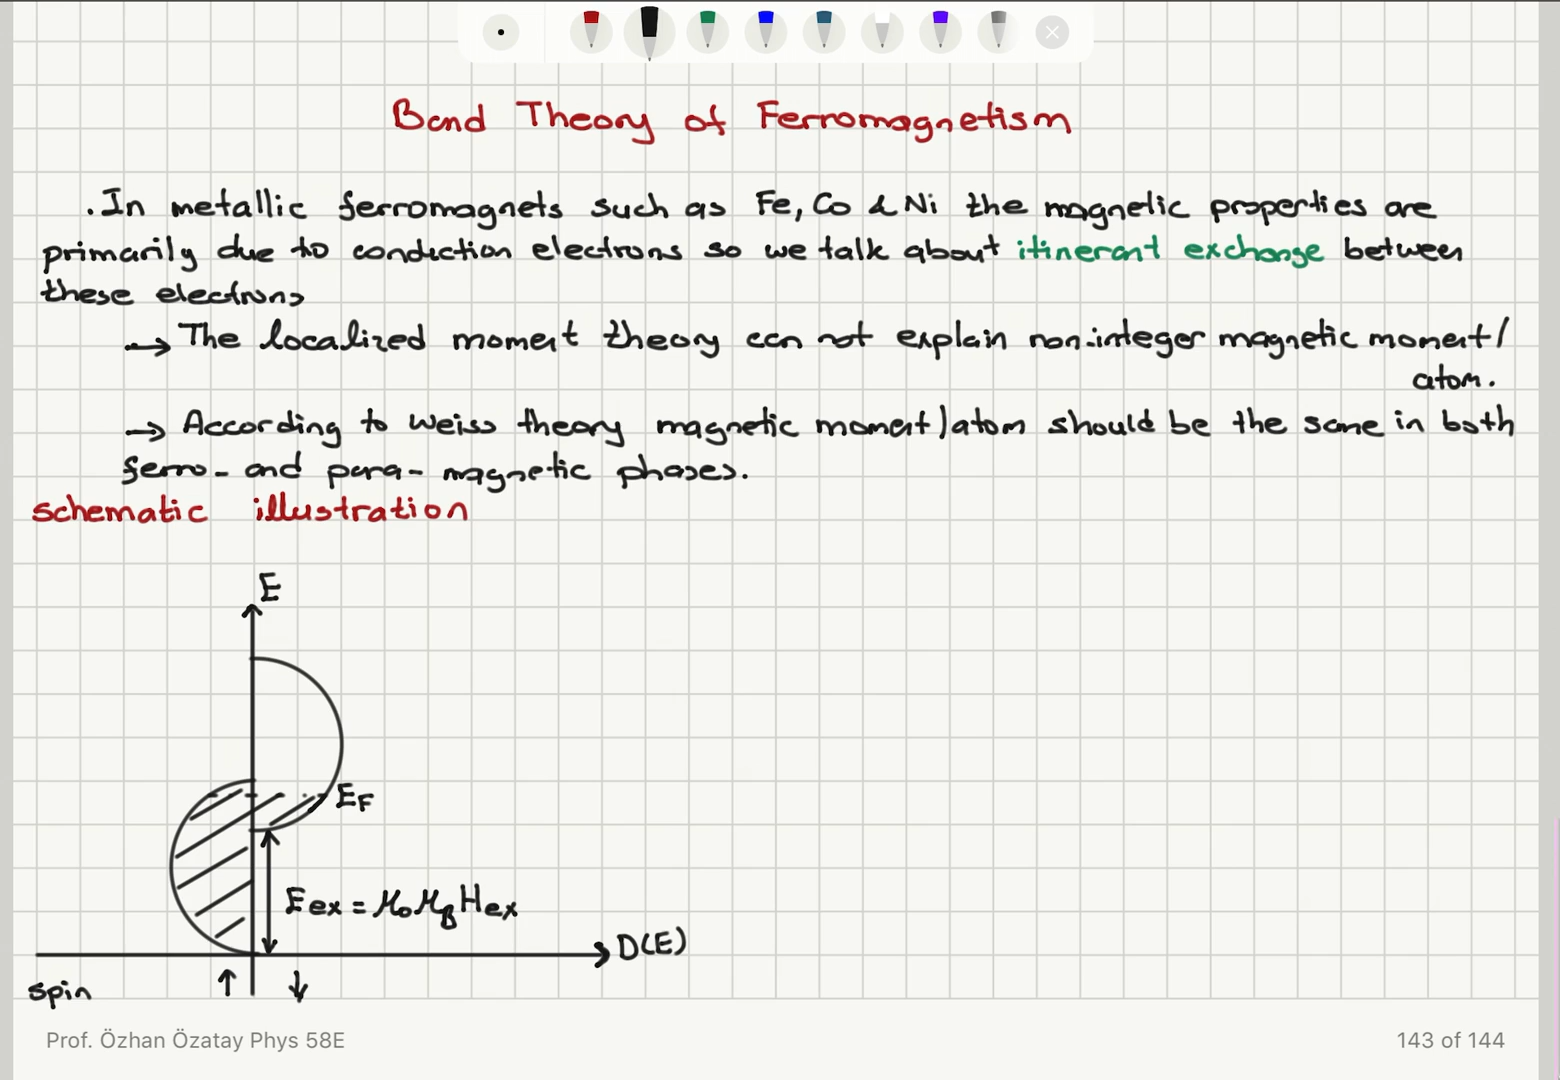 Band Theory of Ferromagnetism
. In metallic ferromagnets such as Fe, Co & Ni the magnetic properties are
primarily due to conduction electrons so we talk about itinerant exchange between
these electrons
→ The localized moment theory can not explain non-integer magnetic moment/
atom.
→ According to Weiss theory magnetic moment/atom should be the same in both
ferro- and para- magnetic phases.
schematic illustration
E
EF
Eex = μ₀μBHex
D(E)
spin ↑ ↓
Prof. Özhan Özatay Phys 58E
143 of 144